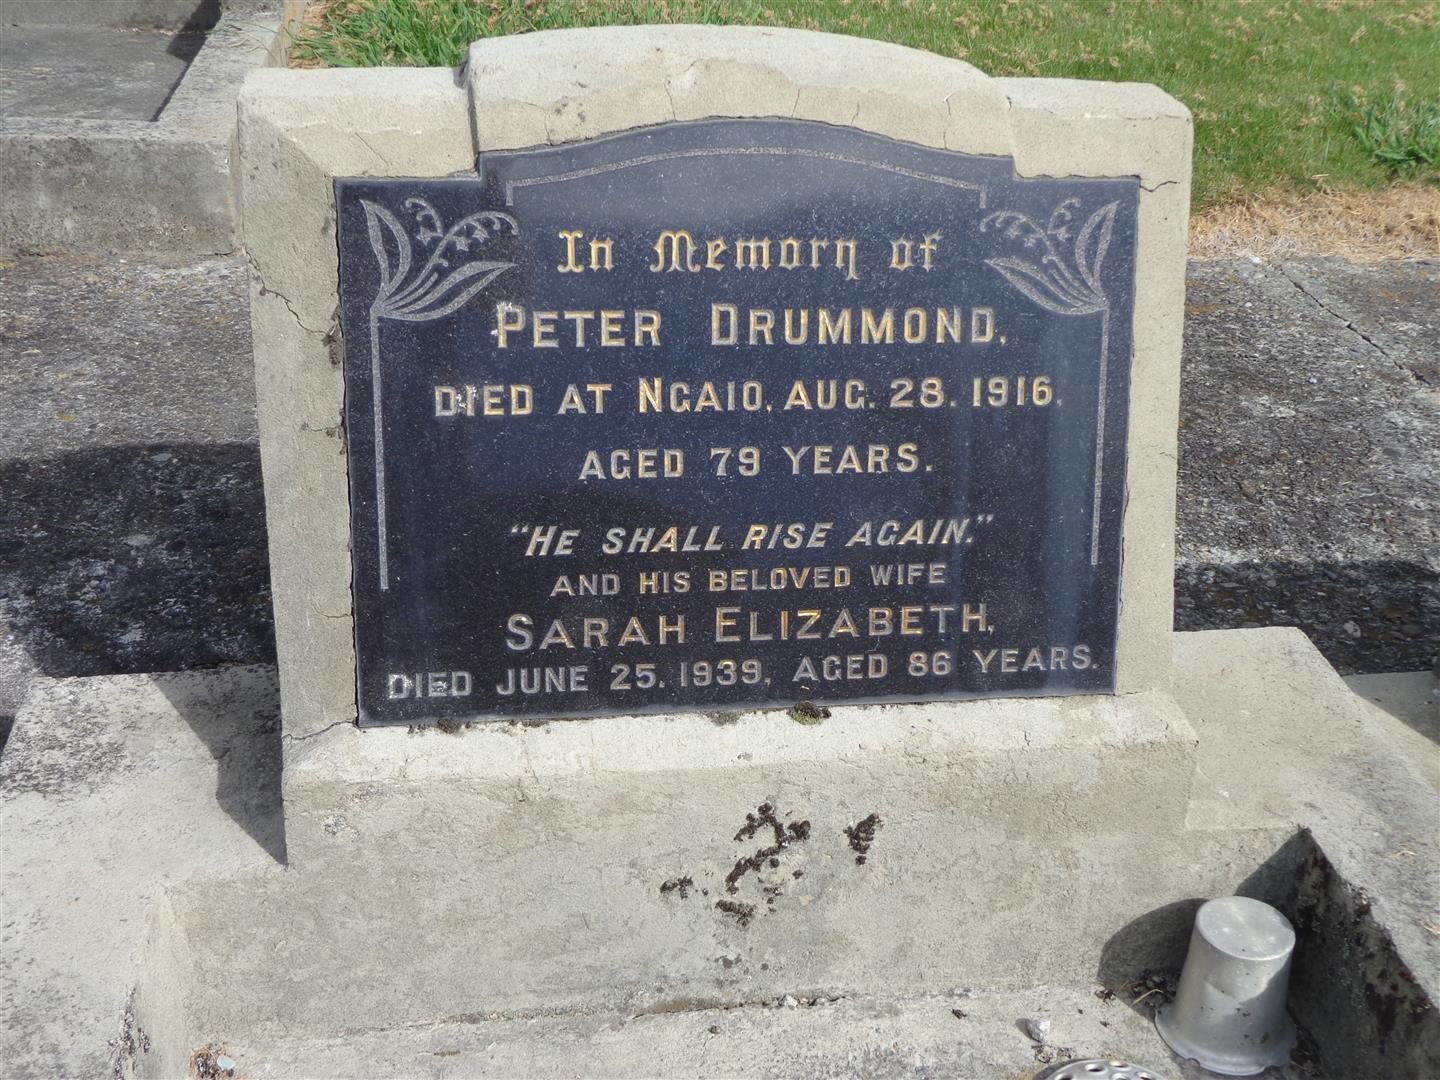 In Memory of
PETER DRUMMOND,
DIED AT NGAIO, AUG. 28. 1916.
AGED 79 YEARS.
"HE SHALL RISE AGAIN."
AND HIS BELOVED WIFE
SARAH ELIZABETH,
DIED JUNE 25. 1939, AGED 86 YEARS.